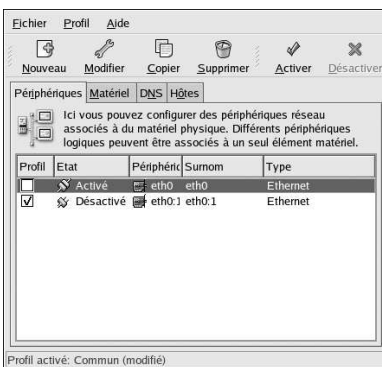 Fichier Profil Aide
Nouveau Modifier Copier Supprimer Activer Désactiver
Périphériques Matériel DNS Hôtes
Ici vous pouvez configurer des périphériques réseau
associés à du matériel physique. Différents périphériques
logiques peuvent être associés à un seul élément matériel.
Profil Etat Périphéric Surnom Type
Activé eth0 eth0 Ethernet
Désactivé eth0:1 eth0:1 Ethernet
Profil activé: Commun (modifié)